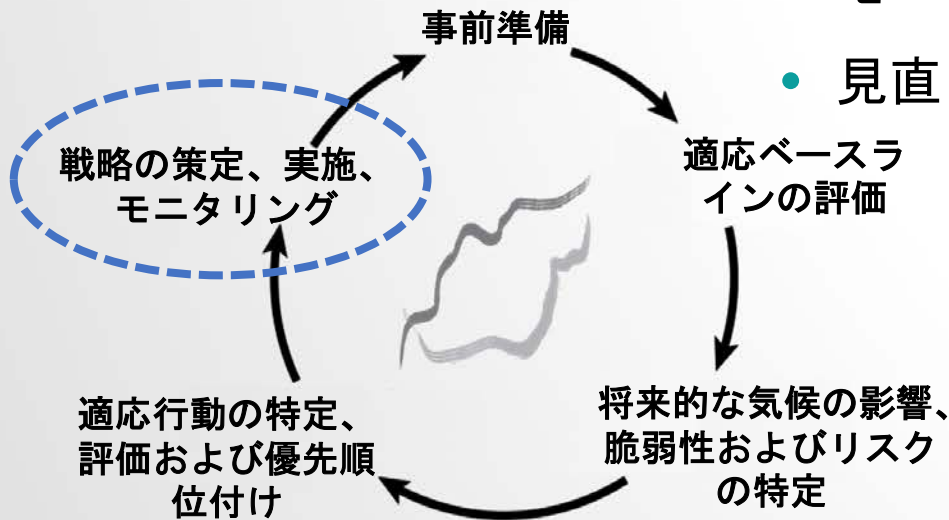 事前準備
• 見直
適応ベースラ
インの評価
将来的な気候の影響、
脆弱性およびリスク
の特定
適応行動の特定、
評価および優先順
位付け
戦略の策定、実施、
モニタリング